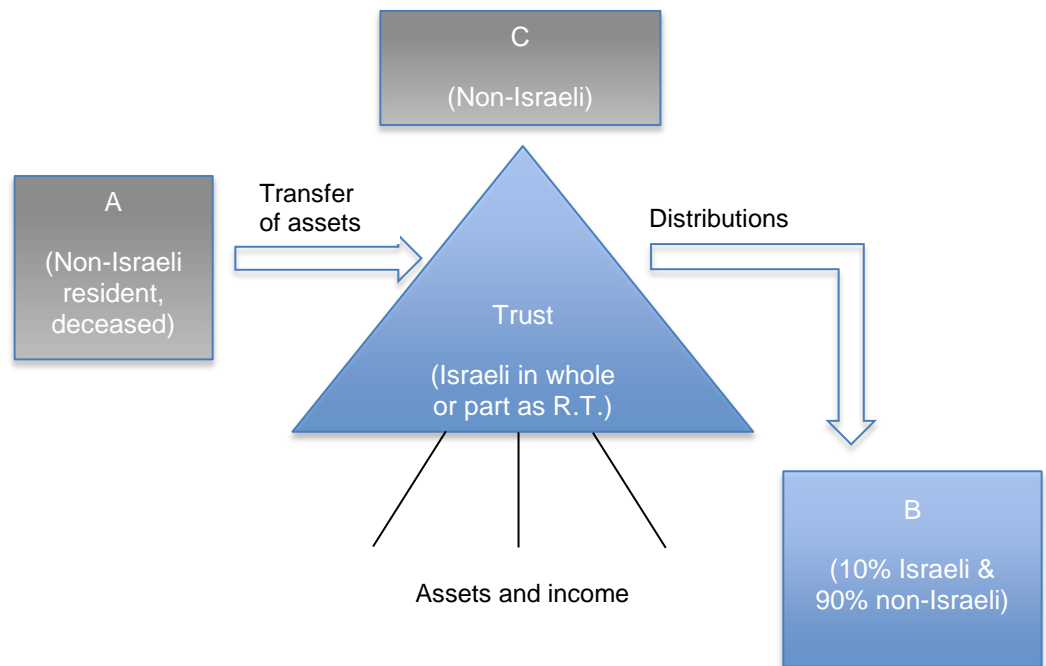 C
(Non-Israeli)
A
(Non-Israeli
resident,
deceased)
Transfer
of assets
Distributions
Trust
(Israeli in whole
or part as R.T.)
B
(10% Israeli &
90% non-Israeli)
Assets and income